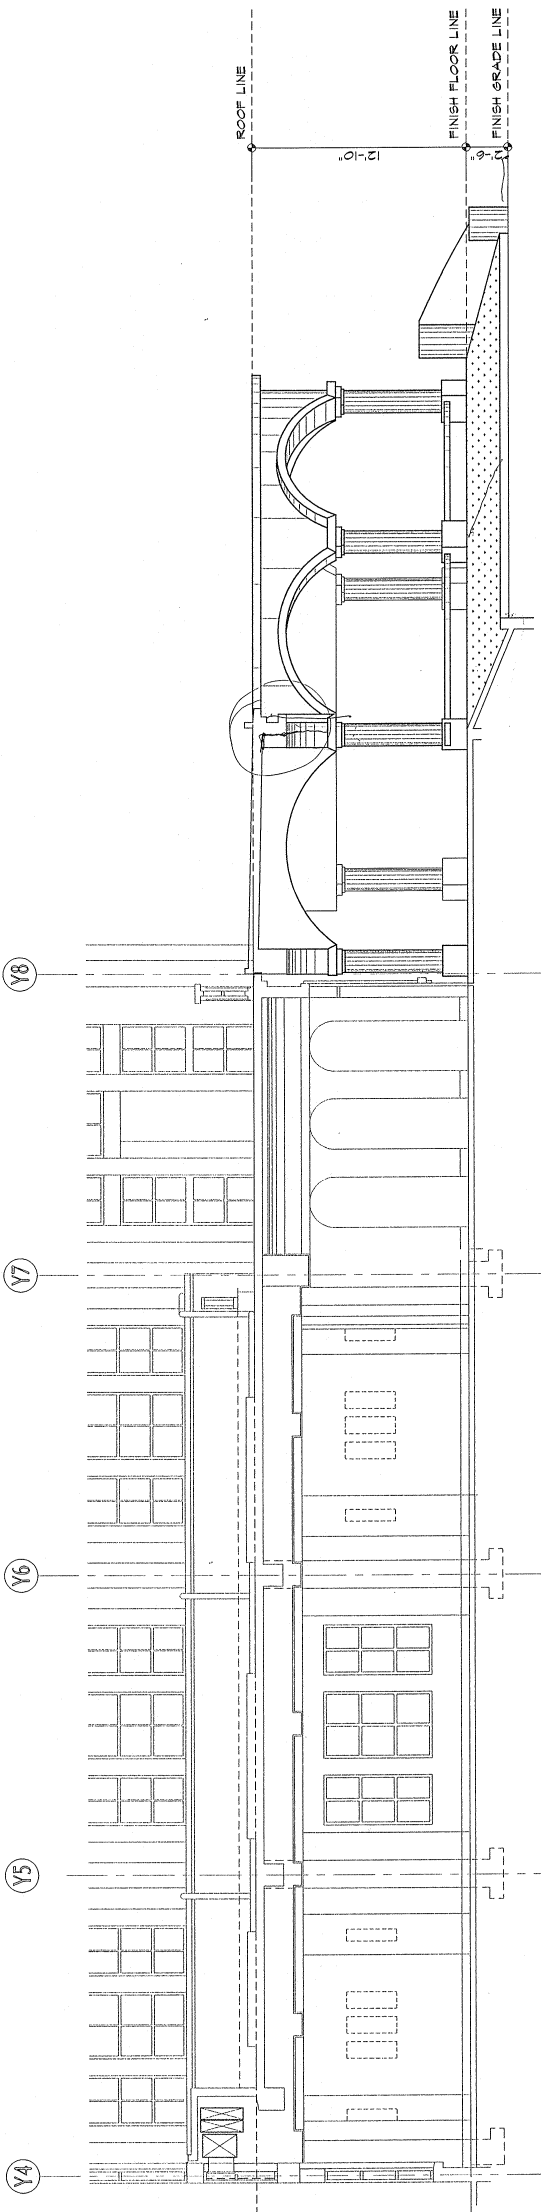 Y4
Y5
Y6
Y7
Y8
ROOF LINE
12'-10"
FINISH FLOOR LINE
2'-6"
FINISH GRADE LINE